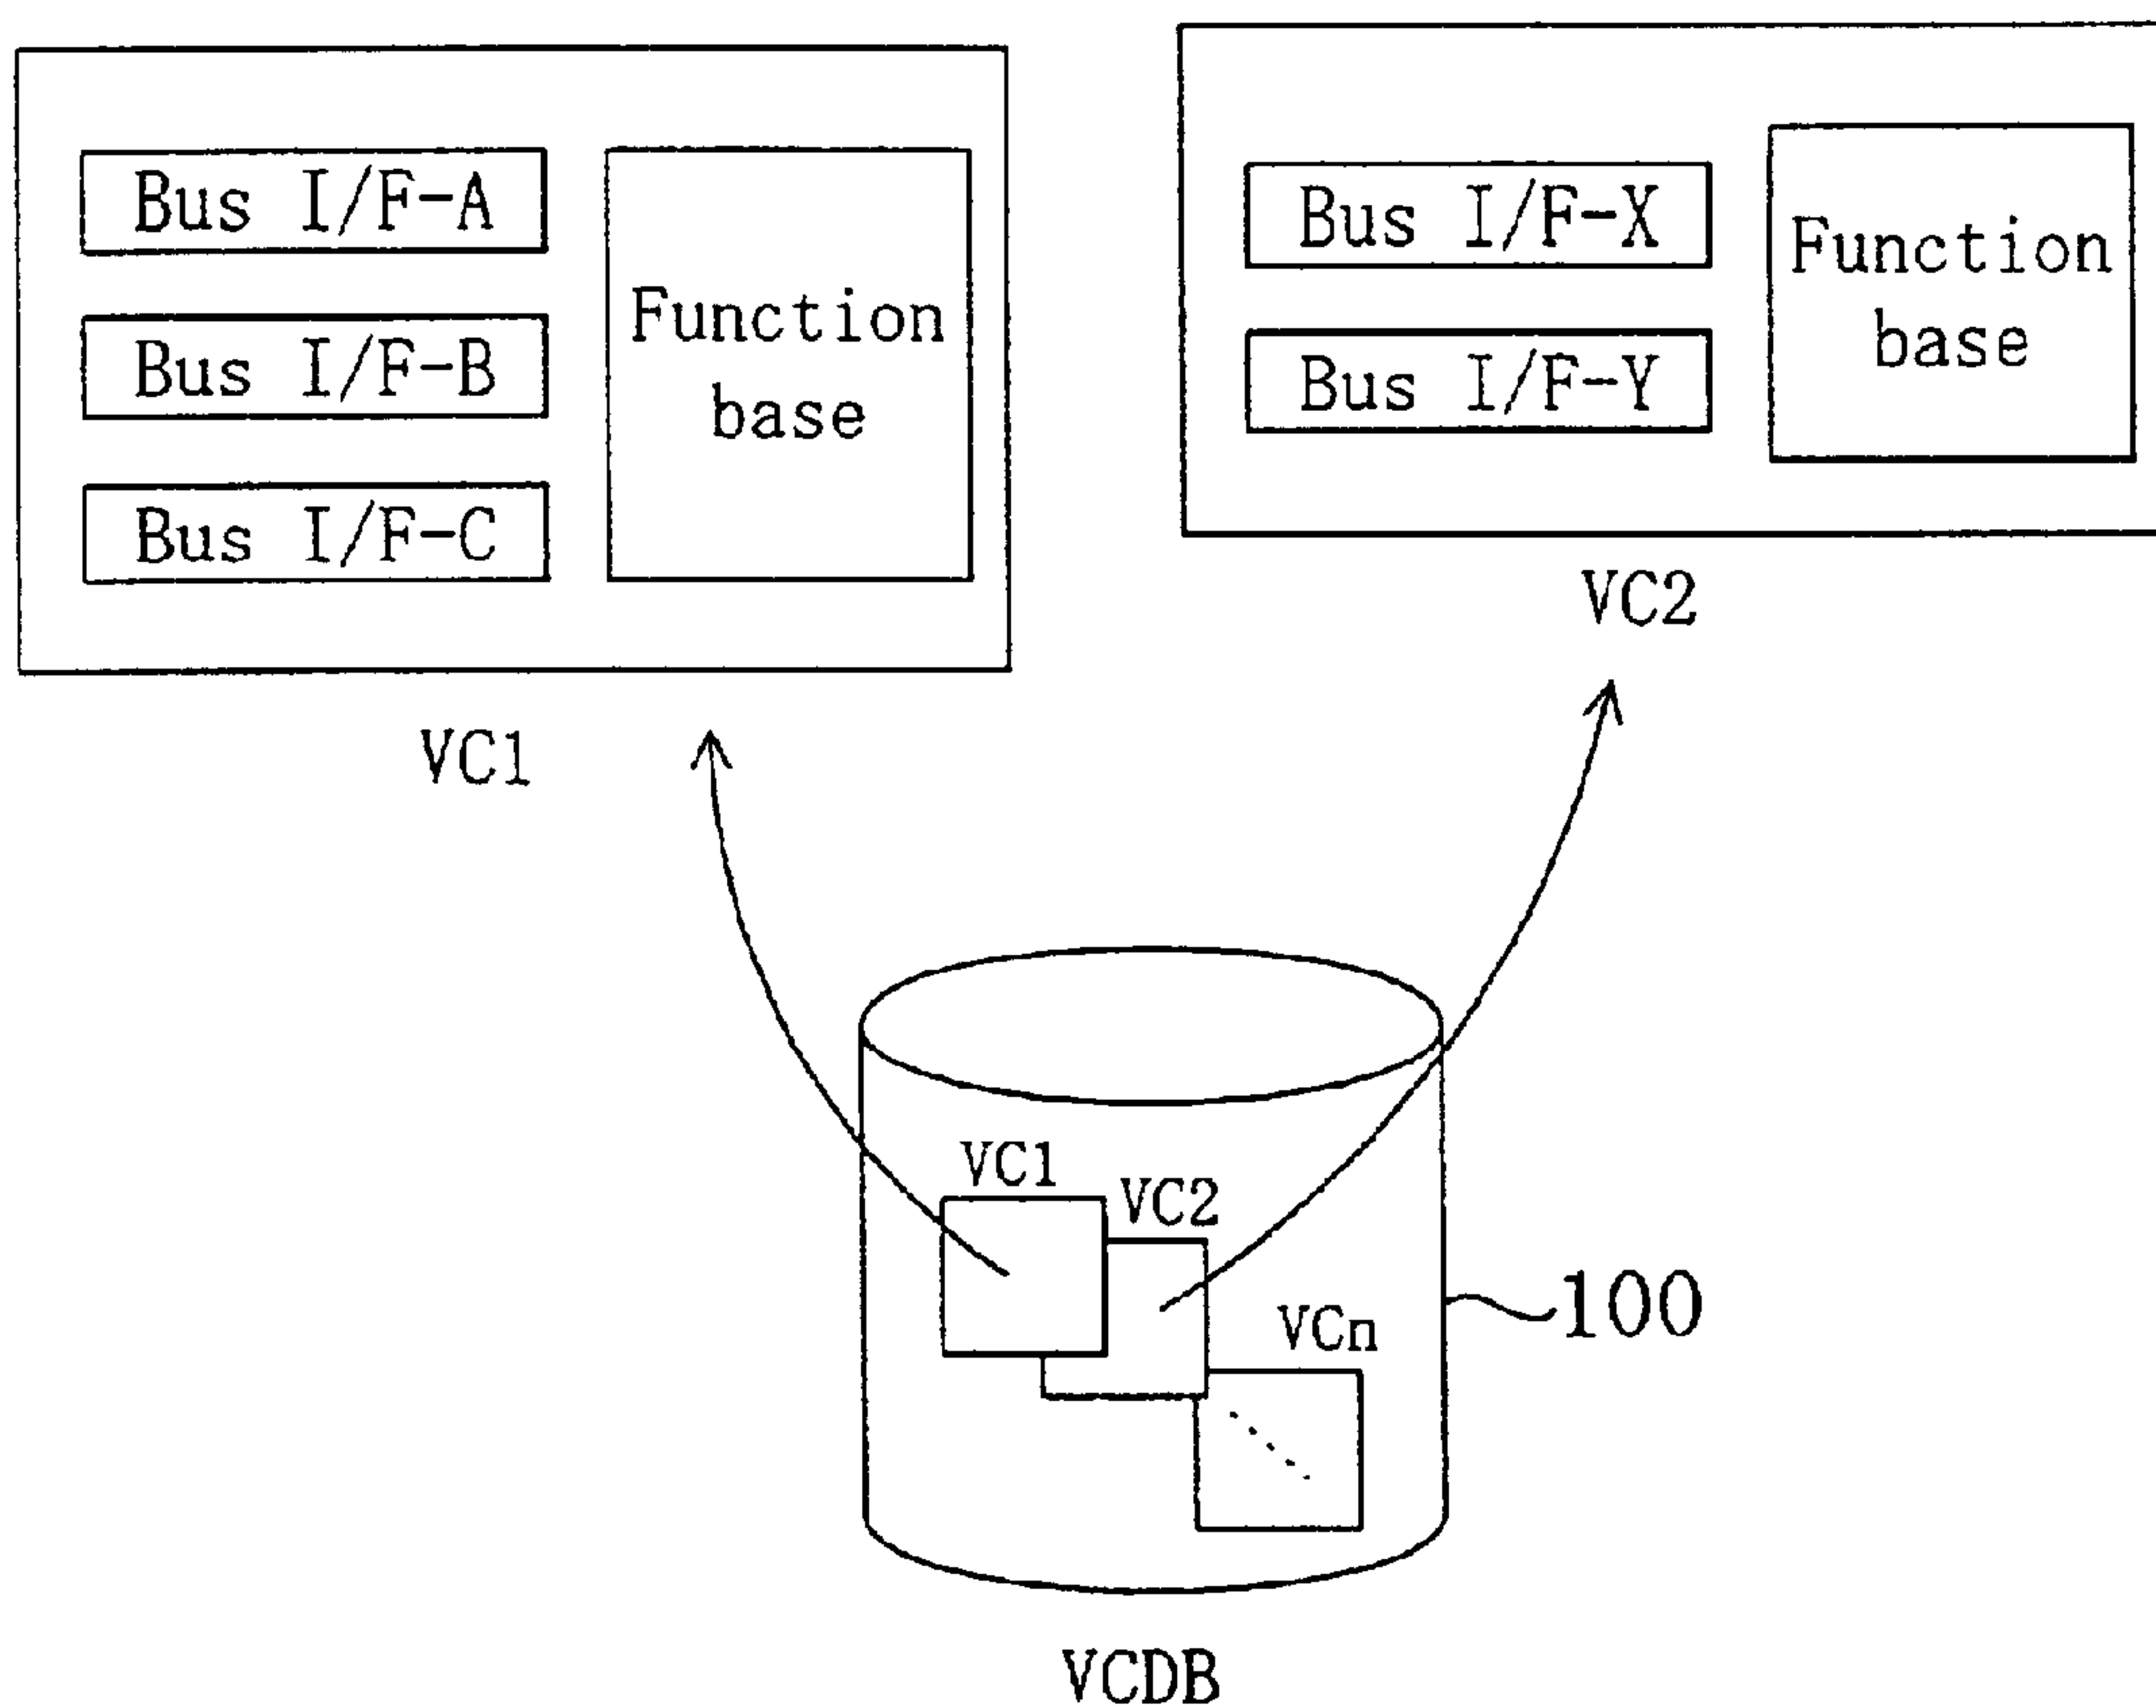 Bus I/F-A
Bus I/F-B
Bus I/F-C
Function
base
VC1
Bus I/F-X
Bus I/F-Y
Function
base
VC2
VC1
VC2
VCn
100
VCDB